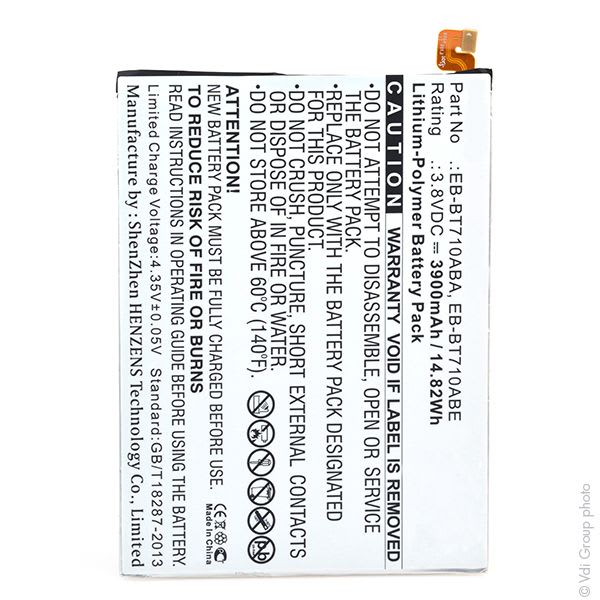 Part No .: EB-BT710ABA, EB-BT710ABE
Rating .: 3.8VDC ⎓ 3900mAh / 14.82Wh
Lithium-Polymer Battery Pack
CAUTION WARRANTY VOID IF LABEL IS REMOVED
•DO NOT ATTEMPT TO DISASSEMBLE, OPEN OR SERVICE
THE BATTERY PACK.
•REPLACE ONLY WITH THE BATTERY PACK DESIGNATED
FOR THIS PRODUCT.
•DO NOT CRUSH, PUNCTURE, SHORT EXTERNAL CONTACTS
OR DISPOSE OF IN FIRE OR WATER.
•DO NOT EXPOSE ABOVE 60°C (140°F).
ATTENTION!
NEW BATTERY PACK MUST BE FULLY CHARGED BEFORE USE.
TO REDUCE RISK OF FIRE OR BURNS
READ INSTRUCTIONS IN OPERATING GUIDE BEFORE INSTALLING THE BATTERY.
Limited Charge Voltage: 4.35V±0.05V Standard:GB/T18287-2013
Manufacture by: ShenZhen HENZENS Technology Co., Limited
Pb
CE
Made In China
© Vdi Group photo